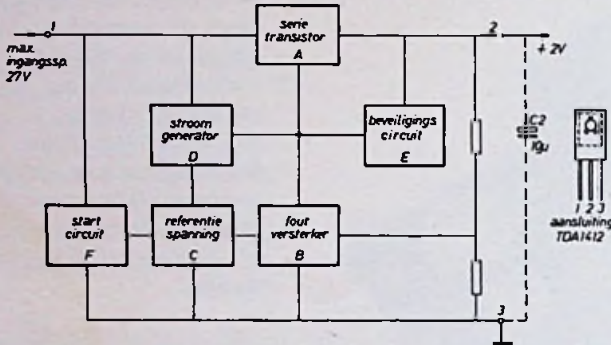 1
max.
ingangssp.
27V
serie
transistor
A
2
+ 2V
stroom
generator
D
beveiligings
circuit
E
C2
10µ
1 2 3
aansluiting
TDA1412
start
circuit
F
referentie
spanning
C
fout
versterker
B
3